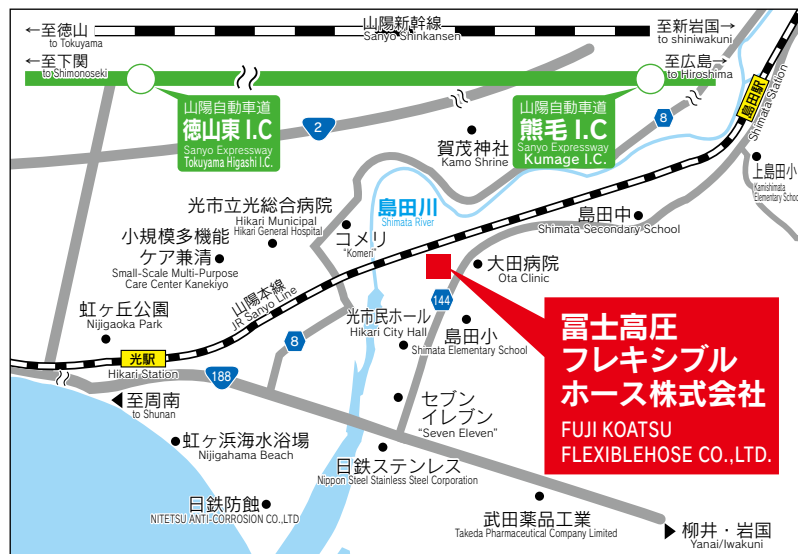 ←至徳山
to Tokuyama
山陽新幹線
Sanyo Shinkansen
至新岩国→
to shiniwakuni
←至下関
to Shimonoseki
至広島→
to Hiroshima
山陽自動車道
徳山東 I.C
Sanyo Expressway
Tokuyama Higashi I.C.
2
山陽自動車道
熊毛 I.C
Sanyo Expressway
Kumage I.C.
8
島田駅
Shimata Station
賀茂神社
Kamo Shrine
上島田小
Kamishimata
Elementary School
光市立光総合病院
Hikari Municipal
Hikari General Hospital
島田川
Shimata River
島田中
Shimata Secondary School
コメリ
"Komeri"
小規模多機能
ケア兼清
Small-Scale Multi-Purpose
Care Center Kanekiyo
大田病院
Ota Clinic
山陽本線
JR Sanyo Line
144
虹ヶ丘公園
Nijigaoka Park
光市民ホール
Hikari City Hall
島田小
Shimata Elementary School
8
冨士高圧
フレキシブル
ホース株式会社
FUJI KOATSU
FLEXIBLEHOSE CO.,LTD.
光駅
Hikari Station
188
至周南
to Shunan
セブン
イレブン
"Seven Eleven"
虹ヶ浜海水浴場
Nijigahama Beach
日鉄ステンレス
Nippon Steel Stainless Steel Corporation
日鉄防蝕
NITETSU ANTI-CORROSION CO.,LTD
武田薬品工業
Takeda Pharmaceutical Company Limited
柳井・岩国
Yanai/Iwakuni